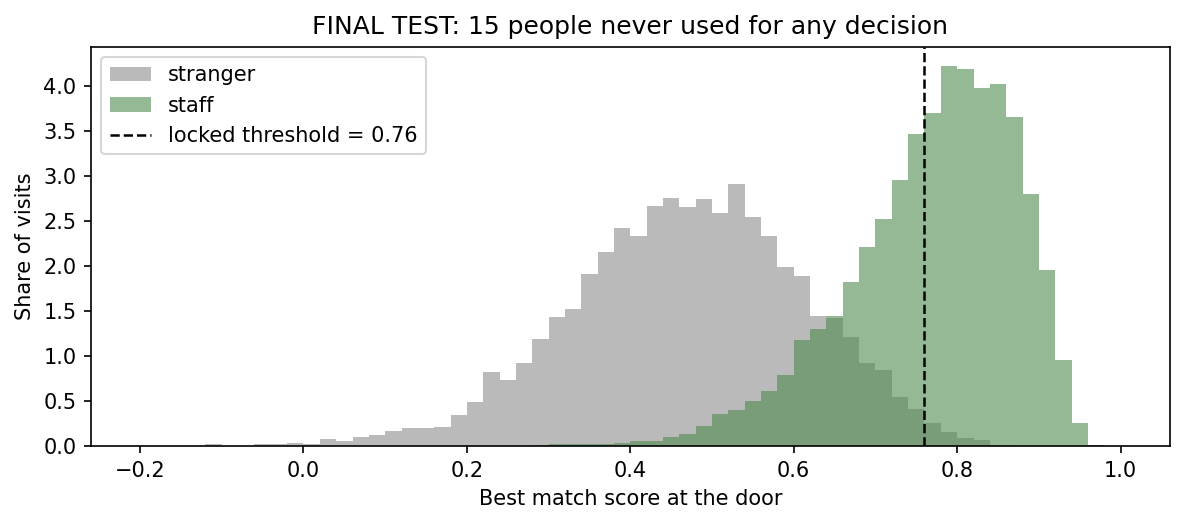 FINAL TEST: 15 people never used for any decision
stranger
staff
locked threshold = 0.76
Share of visits
4.0
3.5
3.0
2.5
2.0
1.5
1.0
0.5
0.0
−0.2 0.0 0.2 0.4 0.6 0.8 1.0
Best match score at the door